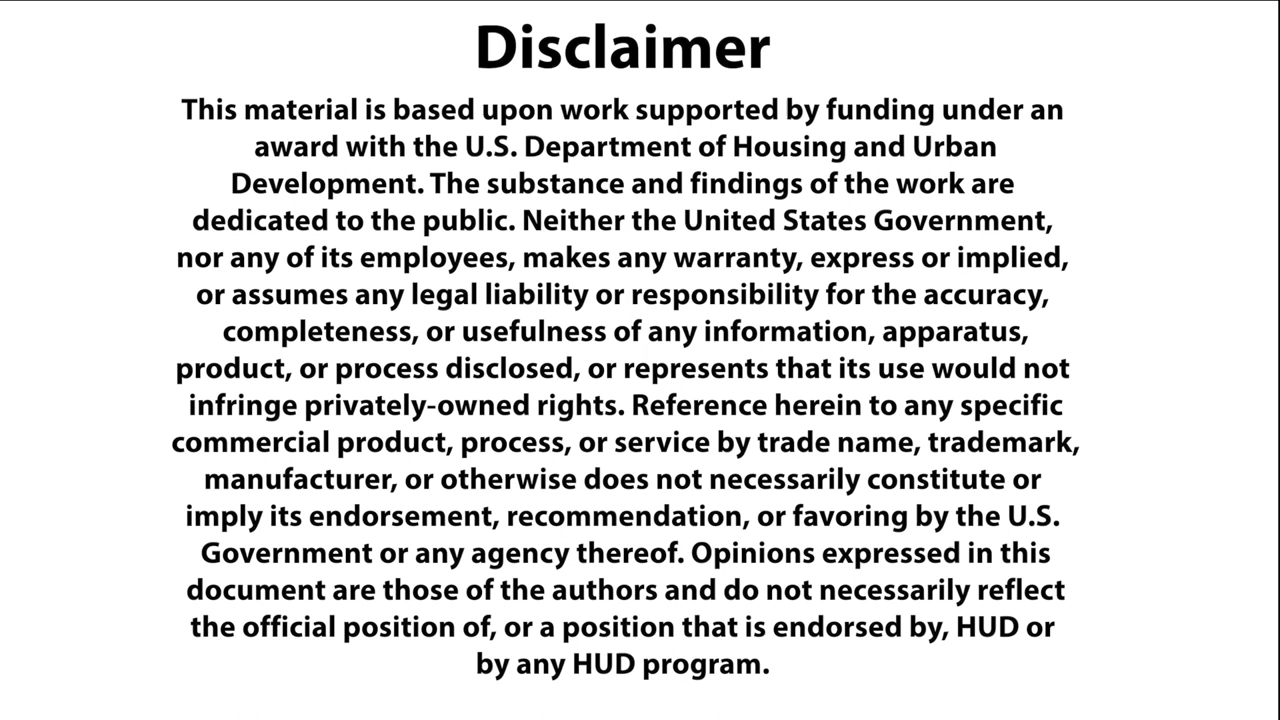 Disclaimer
This material is based upon work supported by funding under an
award with the U.S. Department of Housing and Urban
Development. The substance and findings of the work are
dedicated to the public. Neither the United States Government,
nor any of its employees, makes any warranty, express or implied,
or assumes any legal liability or responsibility for the accuracy,
completeness, or usefulness of any information, apparatus,
product, or process disclosed, or represents that its use would not
infringe privately-owned rights. Reference herein to any specific
commercial product, process, or service by trade name, trademark,
manufacturer, or otherwise does not necessarily constitute or
imply its endorsement, recommendation, or favoring by the U.S.
Government or any agency thereof. Opinions expressed in this
document are those of the authors and do not necessarily reflect
the official position of, or a position that is endorsed by, HUD or
by any HUD program.